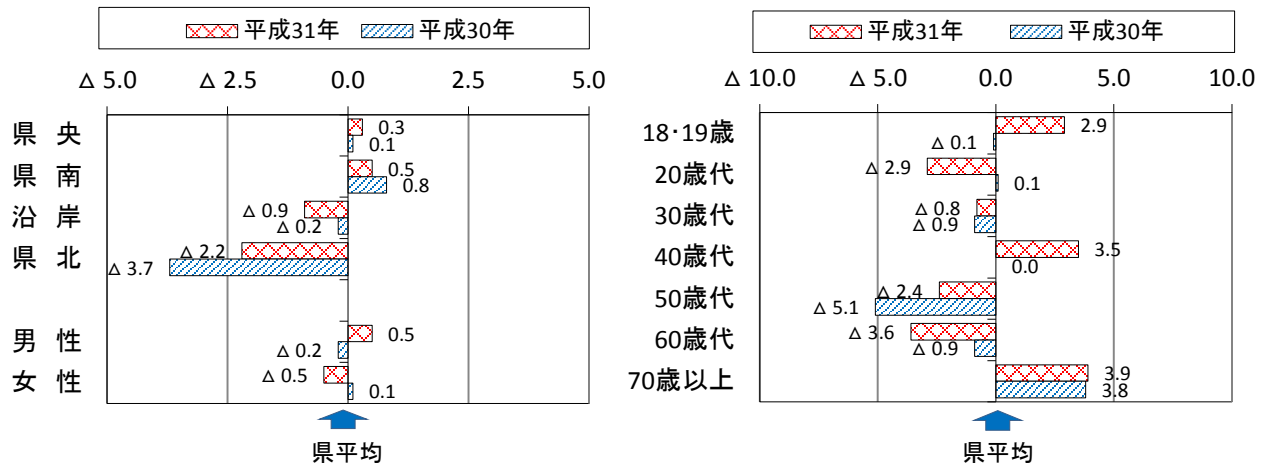 平成31年 平成30年
△ 5.0 △ 2.5 0.0 2.5 5.0
県 央 0.3
0.1
県 南 0.5
0.8
沿 岸 △ 0.9
△ 0.2
県 北 △ 2.2
△ 3.7
男 性 0.5
△ 0.2
女 性 △ 0.5
0.1
県平均
平成31年 平成30年
△ 10.0 △ 5.0 0.0 5.0 10.0
18･19歳 2.9
△ 0.1
20歳代 △ 2.9
0.1
30歳代 △ 0.8
△ 0.9
40歳代 3.5
0.0
50歳代 △ 2.4
△ 5.1
60歳代 △ 3.6
△ 0.9
70歳以上 3.9
3.8
県平均